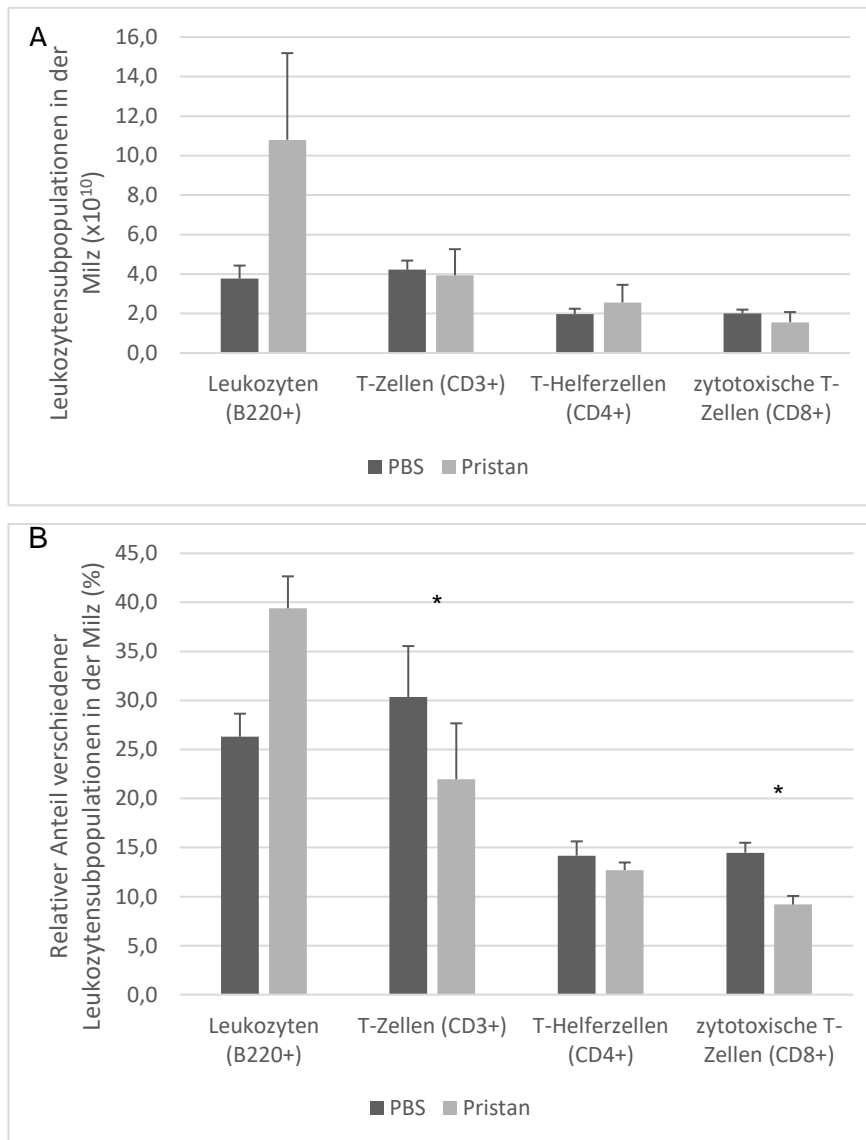 A
Leukozytensubpopulationen in der
Milz (x10¹⁰)
16,0
14,0
12,0
10,0
8,0
6,0
4,0
2,0
0,0
Leukozyten
(B220+)
T-Zellen (CD3+)
T-Helferzellen
(CD4+)
zytotoxische T-
Zellen (CD8+)
PBS
Pristan
B
Relativer Anteil verschiedener
Leukozytensubpopulationen in der Milz (%)
45,0
40,0
35,0
30,0
25,0
20,0
15,0
10,0
5,0
0,0
*
*
Leukozyten
(B220+)
T-Zellen (CD3+)
T-Helferzellen
(CD4+)
zytotoxische T-
Zellen (CD8+)
PBS
Pristan